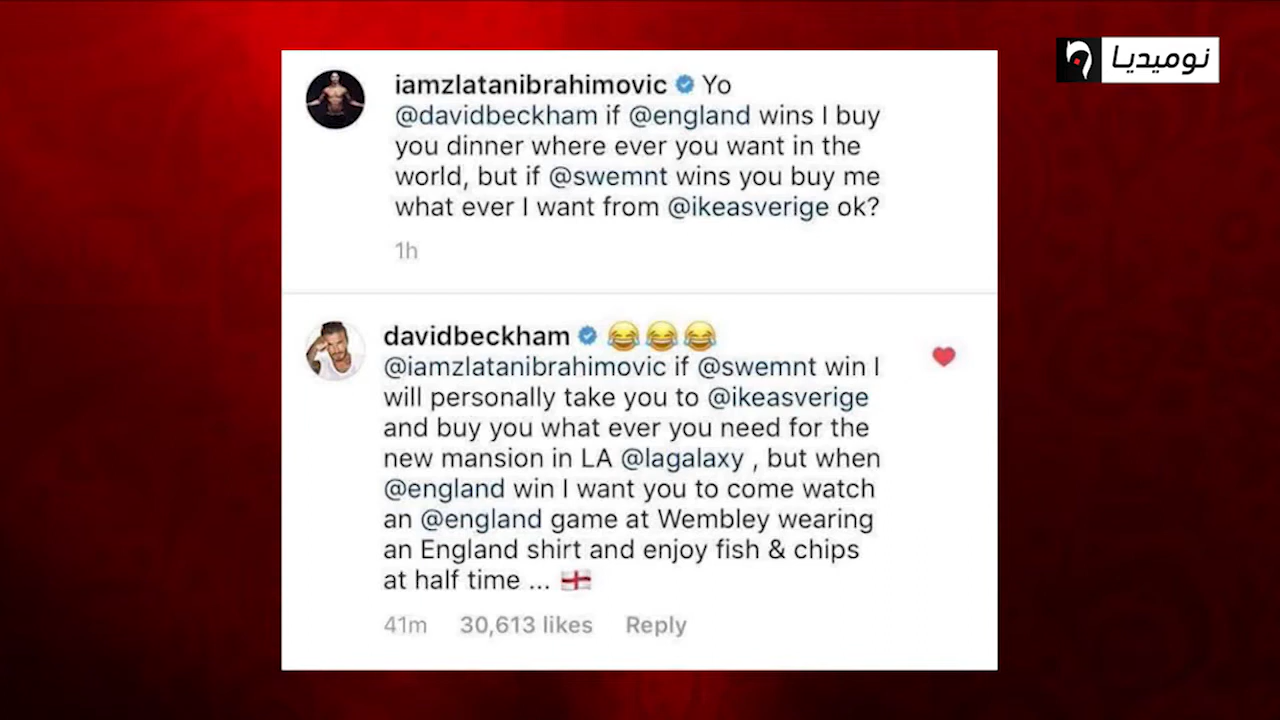 نوميديا
iamzlatanibrahimovic Yo
@davidbeckham if @england wins I buy
you dinner where ever you want in the
world, but if @swemnt wins you buy me
what ever I want from @ikeasverige ok?
1h
davidbeckham 😂😂😂
@iamzlatanibrahimovic if @swemnt win I
will personally take you to @ikeasverige
and buy you what ever you need for the
new mansion in LA @lagalaxy , but when
@england win I want you to come watch
an @england game at Wembley wearing
an England shirt and enjoy fish & chips
at half time ... 🏴󠁧󠁢󠁥󠁮󠁧󠁿
41m 30,613 likes Reply